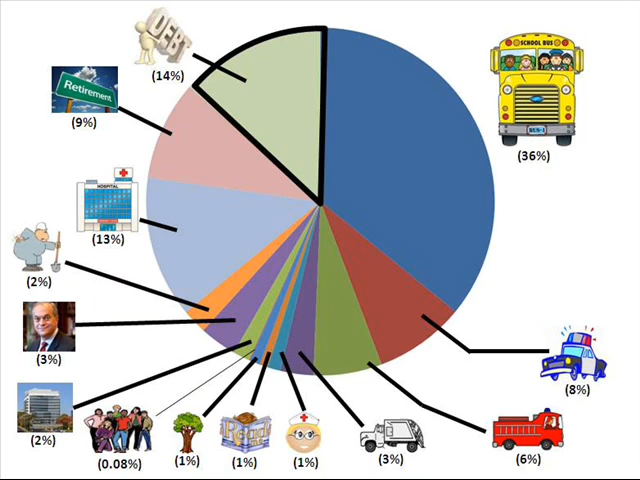 DEBT
(14%)
SCHOOL BUS
(36%)
Retirement
(9%)
HOSPITAL
(13%)
(2%)
(3%)
(8%)
(2%)
(0.08%)
(1%)
Read
(1%)
(1%)
(3%)
(6%)